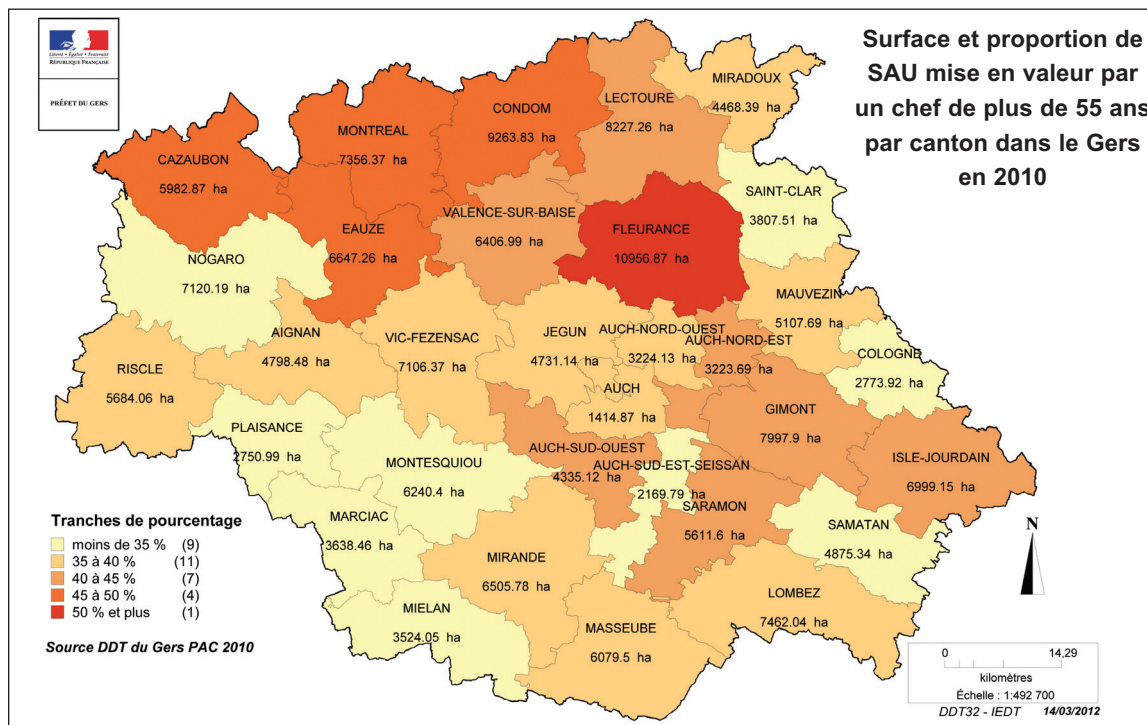 Liberté • Égalité • Fraternité
RÉPUBLIQUE FRANÇAISE
PRÉFET DU GERS
Surface et proportion de
SAU mise en valeur par
un chef de plus de 55 ans
par canton dans le Gers
en 2010
MIRADOUX
4468.39 ha
LECTOURE
8227.26 ha
CONDOM
9263.83 ha
MONTREAL
7356.37 ha
CAZAUBON
5982.87 ha
SAINT-CLAR
3807.51 ha
VALENCE-SUR-BAISE
6406.99 ha
FLEURANCE
10956.87 ha
EAUZE
6647.26 ha
NOGARO
7120.19 ha
MAUVEZIN
5107.69 ha
AIGNAN
4798.48 ha
VIC-FEZENSAC
7106.37 ha
JEGUN
4731.14 ha
AUCH-NORD-OUEST
3224.13 ha
AUCH-NORD-EST
3223.69 ha
COLOGNE
2773.92 ha
RISCLE
5684.06 ha
AUCH
1414.87 ha
GIMONT
7997.9 ha
PLAISANCE
2750.99 ha
MONTESQUIOU
6240.4 ha
AUCH-SUD-OUEST
4335.12 ha
AUCH-SUD-EST-SEISSAN
2169.79 ha
ISLE-JOURDAIN
6999.15 ha
MARCIAC
3638.46 ha
SARAMON
5611.6 ha
SAMATAN
4875.34 ha
MIRANDE
6505.78 ha
LOMBEZ
7462.04 ha
MIELAN
3524.05 ha
MASSEUBE
6079.5 ha
Tranches de pourcentage
moins de 35 % (9)
35 à 40 % (11)
40 à 45 % (7)
45 à 50 % (4)
50 % et plus (1)
Source DDT du Gers PAC 2010
N
0 14,29
kilomètres
Échelle : 1:492 700
DDT32 - IEDT 14/03/2012